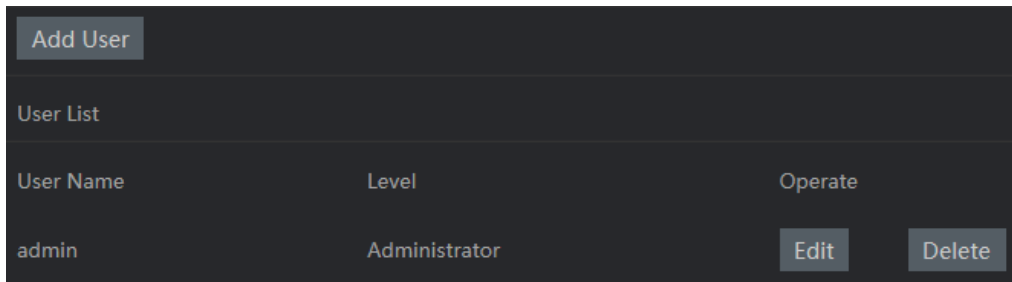 Add User
User List
User Name Level Operate
admin Administrator Edit Delete